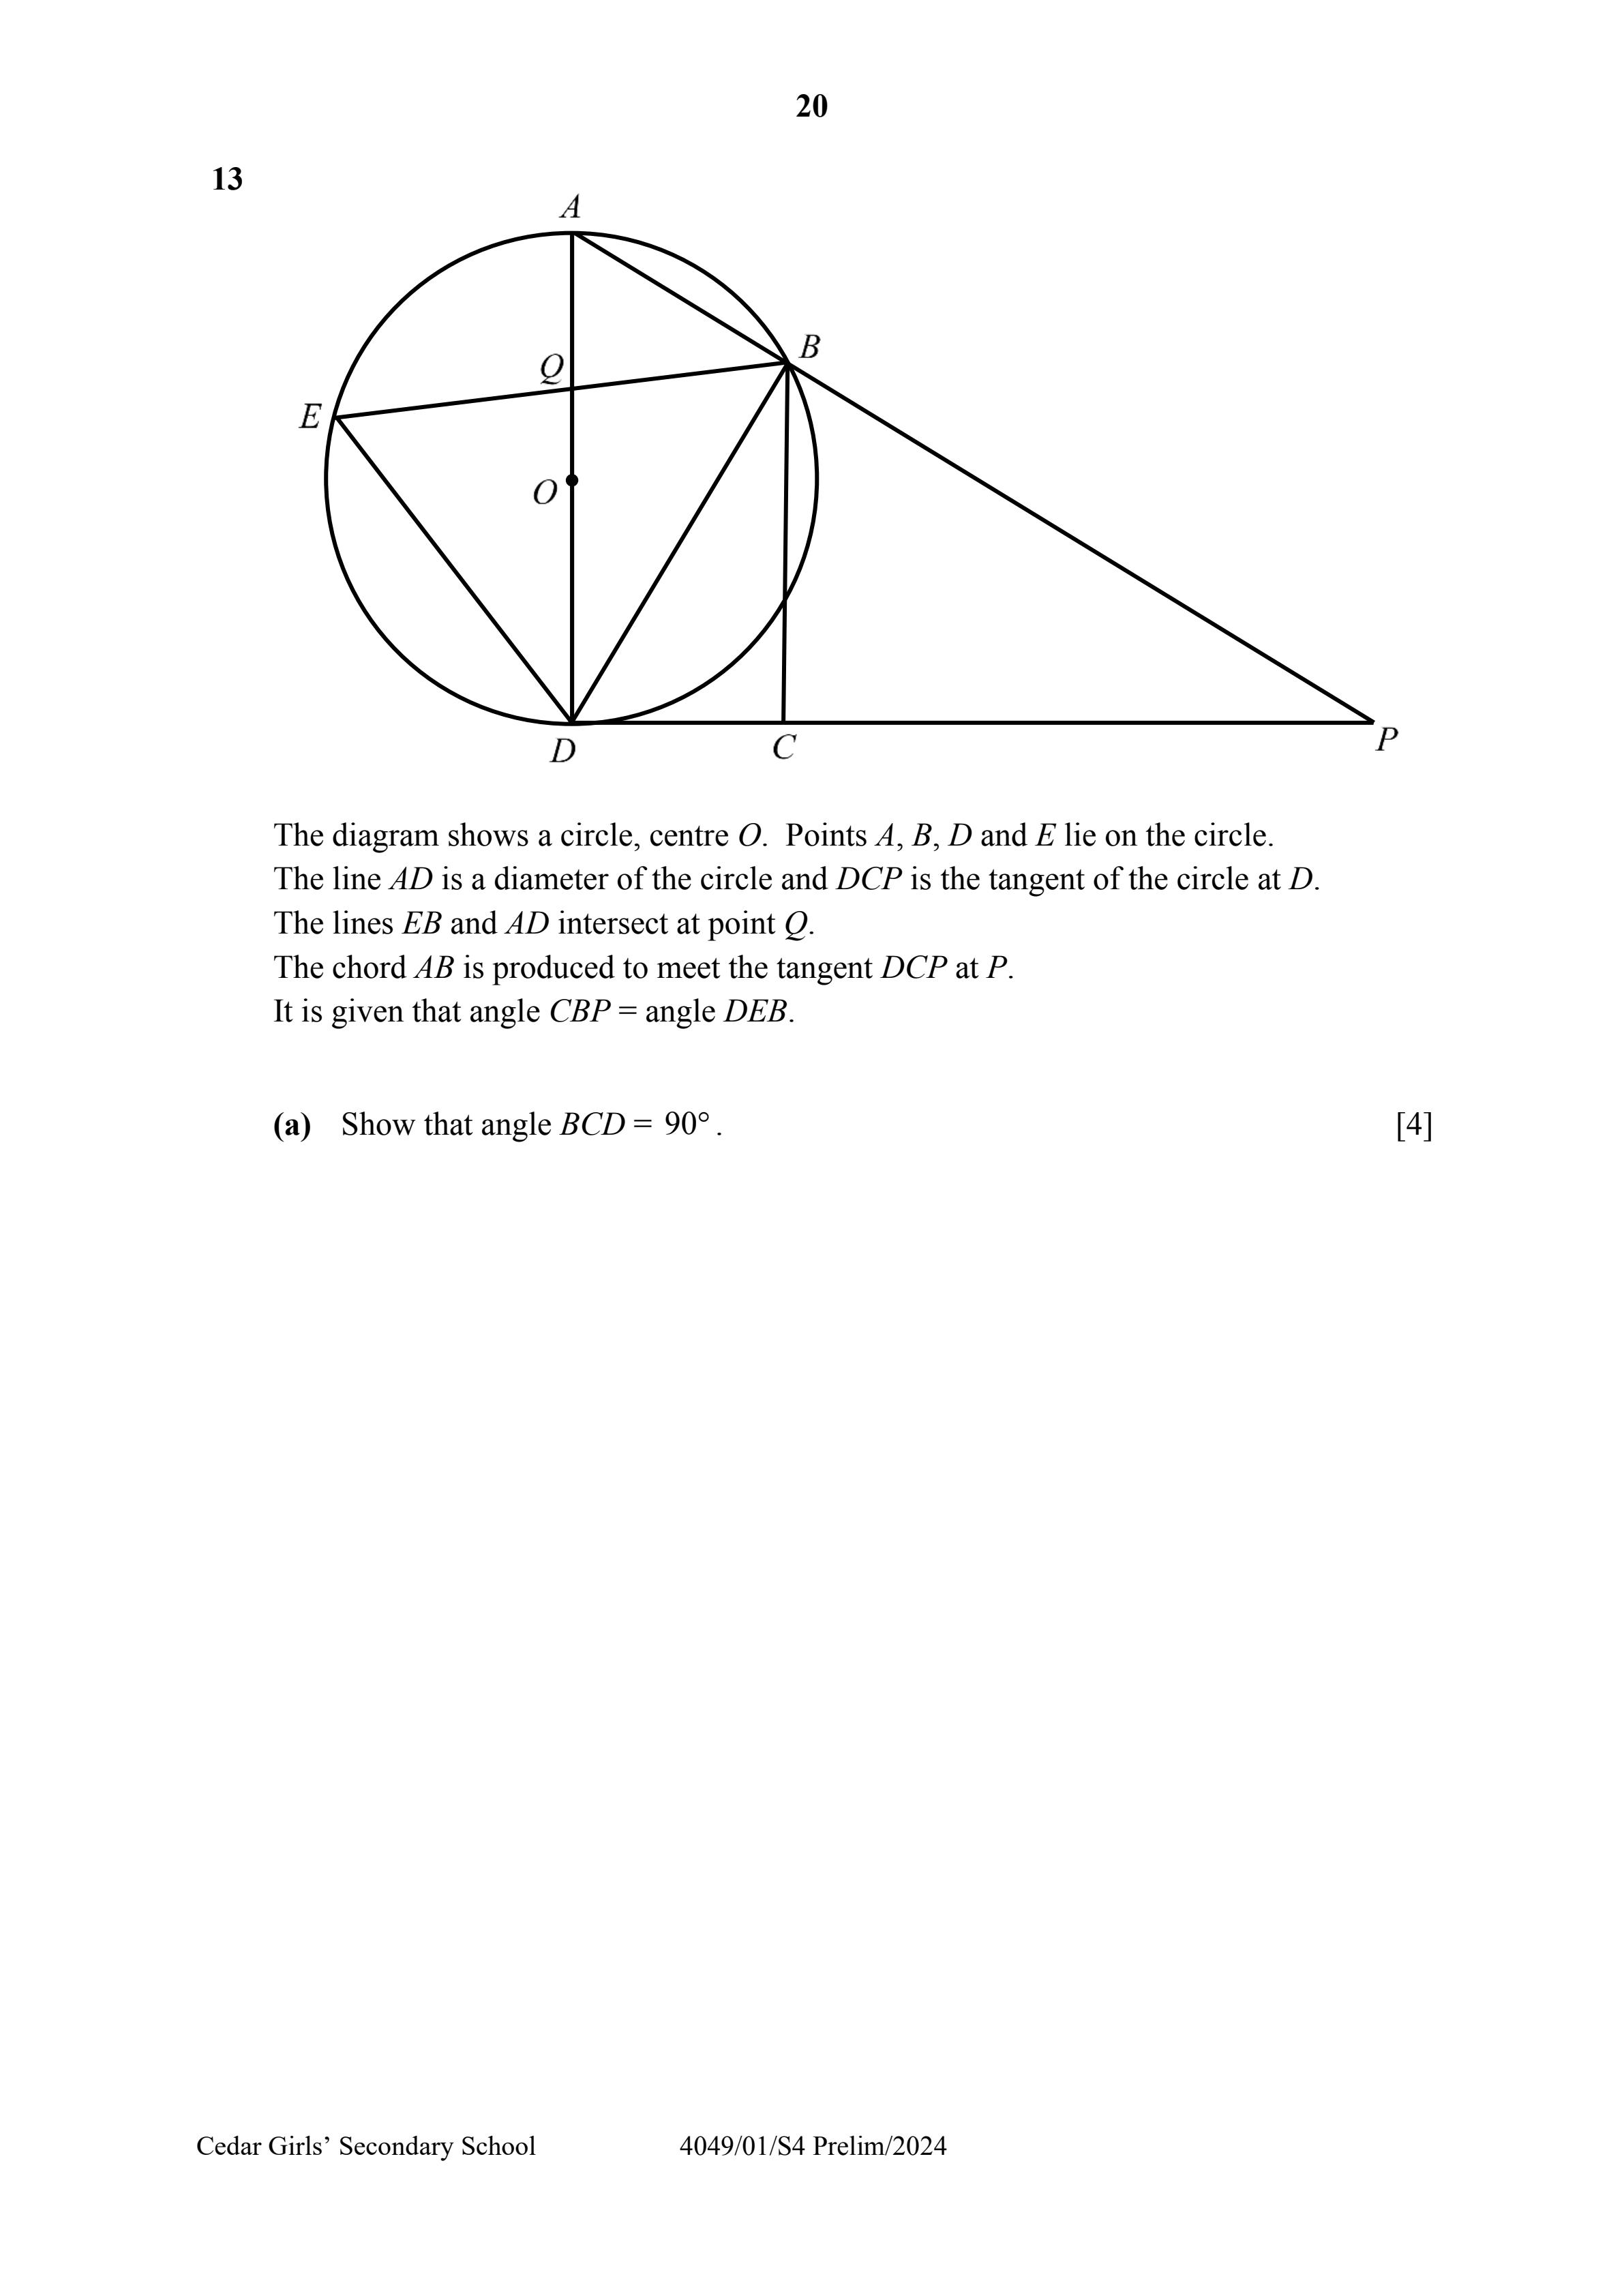 20
13
A
B
Q
E
O
D
C
P
The diagram shows a circle, centre O. Points A, B, D and E lie on the circle.
The line AD is a diameter of the circle and DCP is the tangent of the circle at D.
The lines EB and AD intersect at point Q.
The chord AB is produced to meet the tangent DCP at P.
It is given that angle CBP = angle DEB.
(a) Show that angle BCD = 90°. [4]
Cedar Girls’ Secondary School 4049/01/S4 Prelim/2024